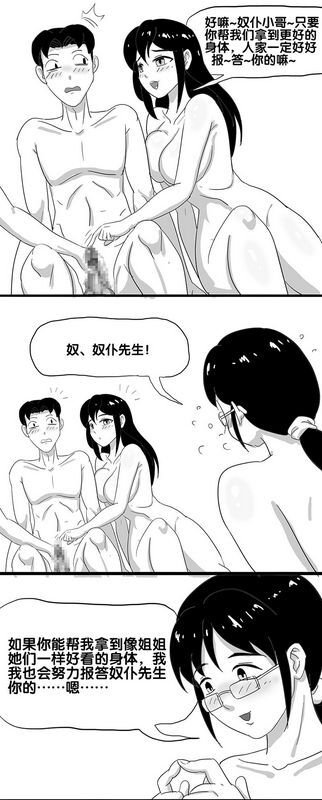 好嘛~奴仆小哥~只要
你帮我们拿到更好的
身体，人家一定好好
报~答~你的嘛~
奴、奴仆先生！
如果你能帮我拿到像姐姐
她们一样好看的身体，我
我也会努力报答奴仆先生
你的……嗯……